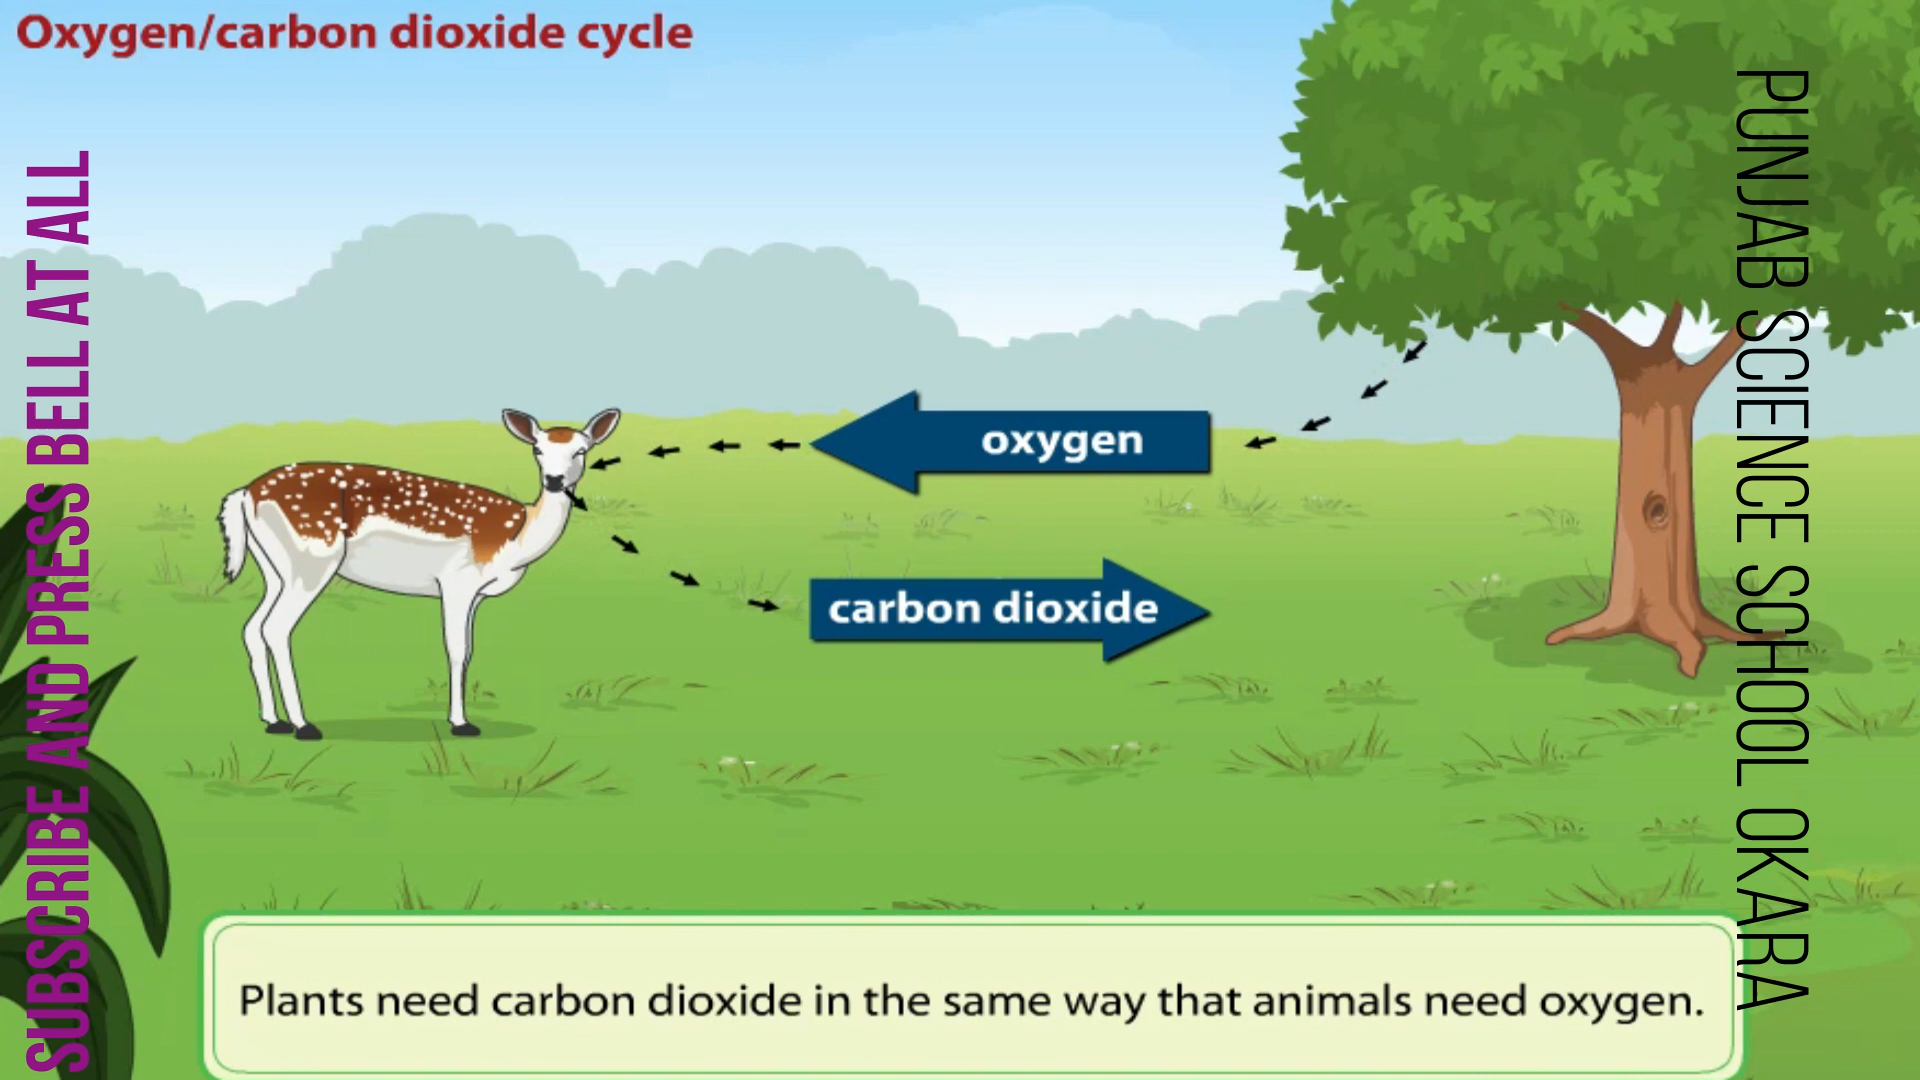 Oxygen/carbon dioxide cycle
SUBSCRIBE AND PRESS BELL AT ALL
PUNJAB SCIENCE SCHOOL OKARA
oxygen
carbon dioxide
Plants need carbon dioxide in the same way that animals need oxygen.